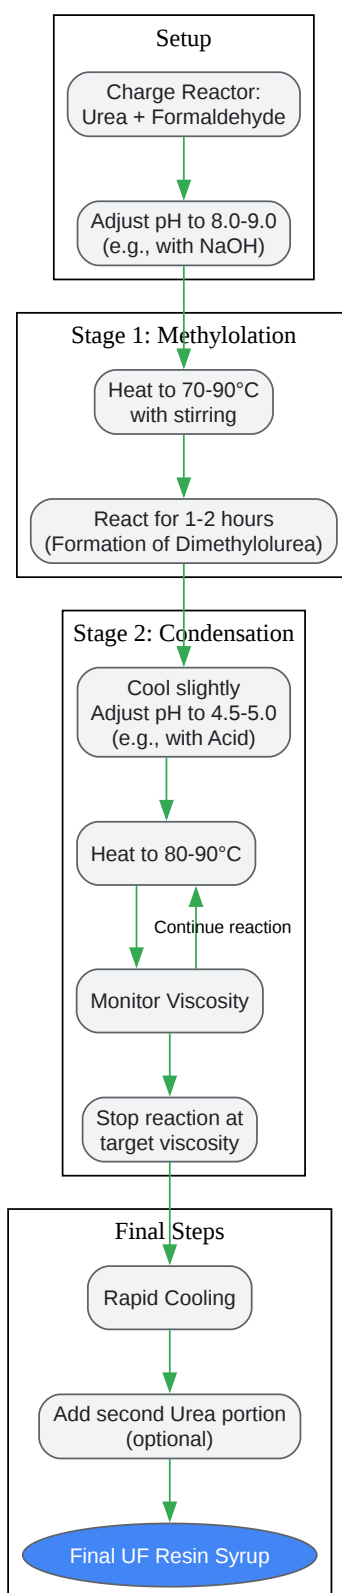 Setup
Charge Reactor:
Urea + Formaldehyde
Adjust pH to 8.0-9.0
(e.g., with NaOH)
Stage 1: Methylolation
Heat to 70-90°C
with stirring
React for 1-2 hours
(Formation of Dimethylolurea)
Stage 2: Condensation
Cool slightly
Adjust pH to 4.5-5.0
(e.g., with Acid)
Heat to 80-90°C
Continue reaction
Monitor Viscosity
Stop reaction at
target viscosity
Final Steps
Rapid Cooling
Add second Urea portion
(optional)
Final UF Resin Syrup